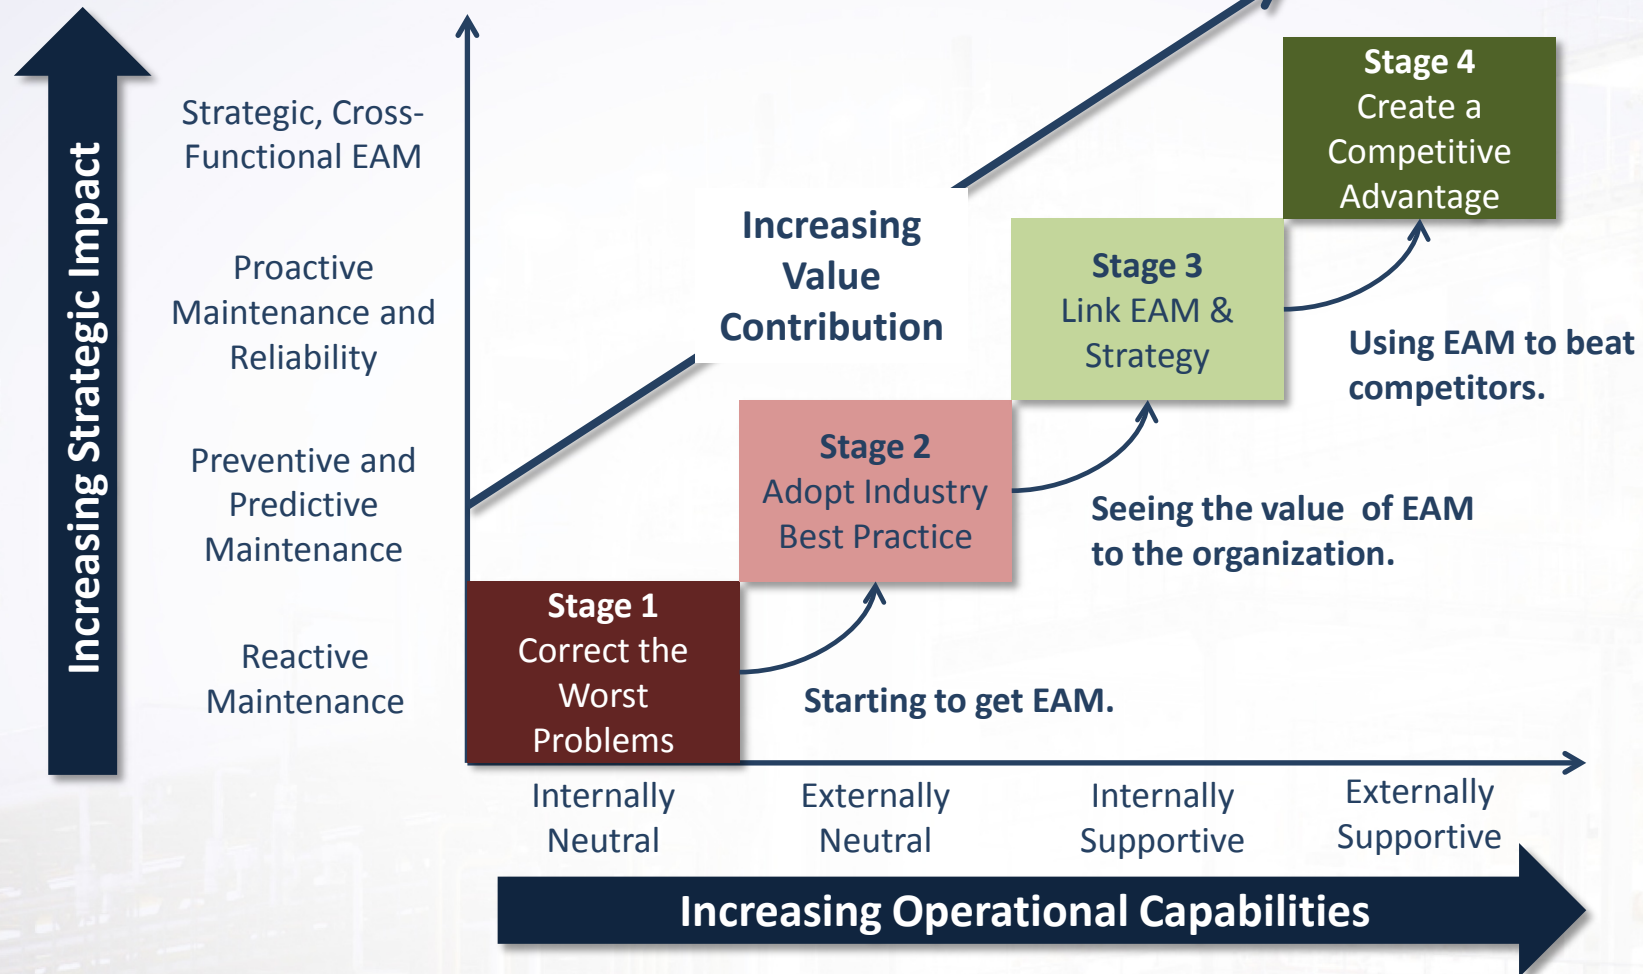 Increasing Strategic Impact
Strategic, Cross-
Functional EAM
Proactive
Maintenance and
Reliability
Preventive and
Predictive
Maintenance
Reactive
Maintenance
Increasing
Value
Contribution
Stage 1
Correct the
Worst
Problems
Stage 2
Adopt Industry
Best Practice
Stage 3
Link EAM &
Strategy
Stage 4
Create a
Competitive
Advantage
Starting to get EAM.
Seeing the value  of EAM
to the organization.
Using EAM to beat
competitors.
Internally
Neutral
Externally
Neutral
Internally
Supportive
Externally
Supportive
Increasing Operational Capabilities